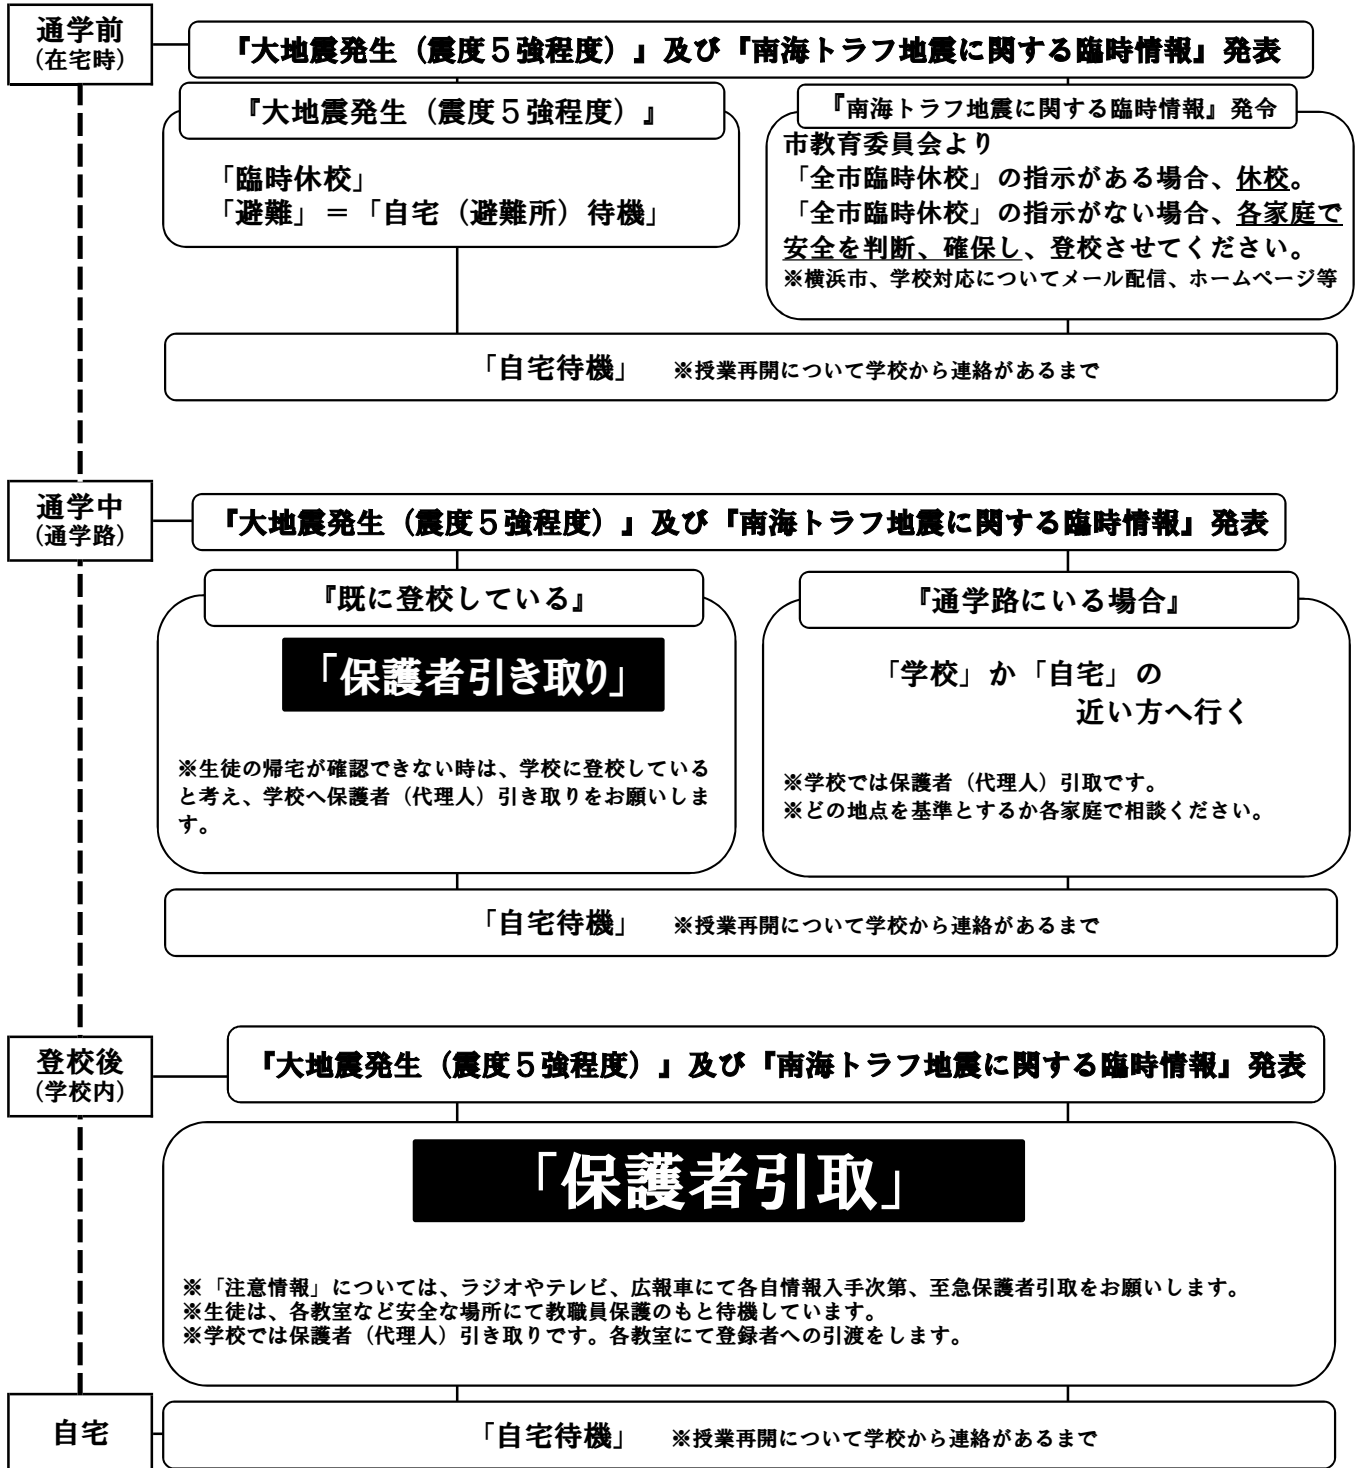 通学前
(在宅時)
『大地震発生（震度５強程度）』及び『南海トラフ地震に関する臨時情報』発表
『大地震発生（震度５強程度）』
「臨時休校」
「避難」＝「自宅（避難所）待機」
『南海トラフ地震に関する臨時情報』発令
市教育委員会より
「全市臨時休校」の指示がある場合、休校。
「全市臨時休校」の指示がない場合、各家庭で
安全を判断、確保し、登校させてください。
※横浜市、学校対応についてメール配信、ホームページ等
「自宅待機」　※授業再開について学校から連絡があるまで
通学中
(通学路)
『大地震発生（震度５強程度）』及び『南海トラフ地震に関する臨時情報』発表
『既に登校している』
「保護者引き取り」
※生徒の帰宅が確認できない時は、学校に登校している
と考え、学校へ保護者（代理人）引き取りをお願いしま
す。
『通学路にいる場合』
「学校」か「自宅」の
近い方へ行く
※学校では保護者（代理人）引取です。
※どの地点を基準とするか各家庭で相談ください。
「自宅待機」　※授業再開について学校から連絡があるまで
登校後
(学校内)
『大地震発生（震度５強程度）』及び『南海トラフ地震に関する臨時情報』発表
「保護者引取」
※「注意情報」については、ラジオやテレビ、広報車にて各自情報入手次第、至急保護者引取をお願いします。
※生徒は、各教室など安全な場所にて教職員保護のもと待機しています。
※学校では保護者（代理人）引き取りです。各教室にて登録者への引渡をします。
自宅
「自宅待機」　※授業再開について学校から連絡があるまで